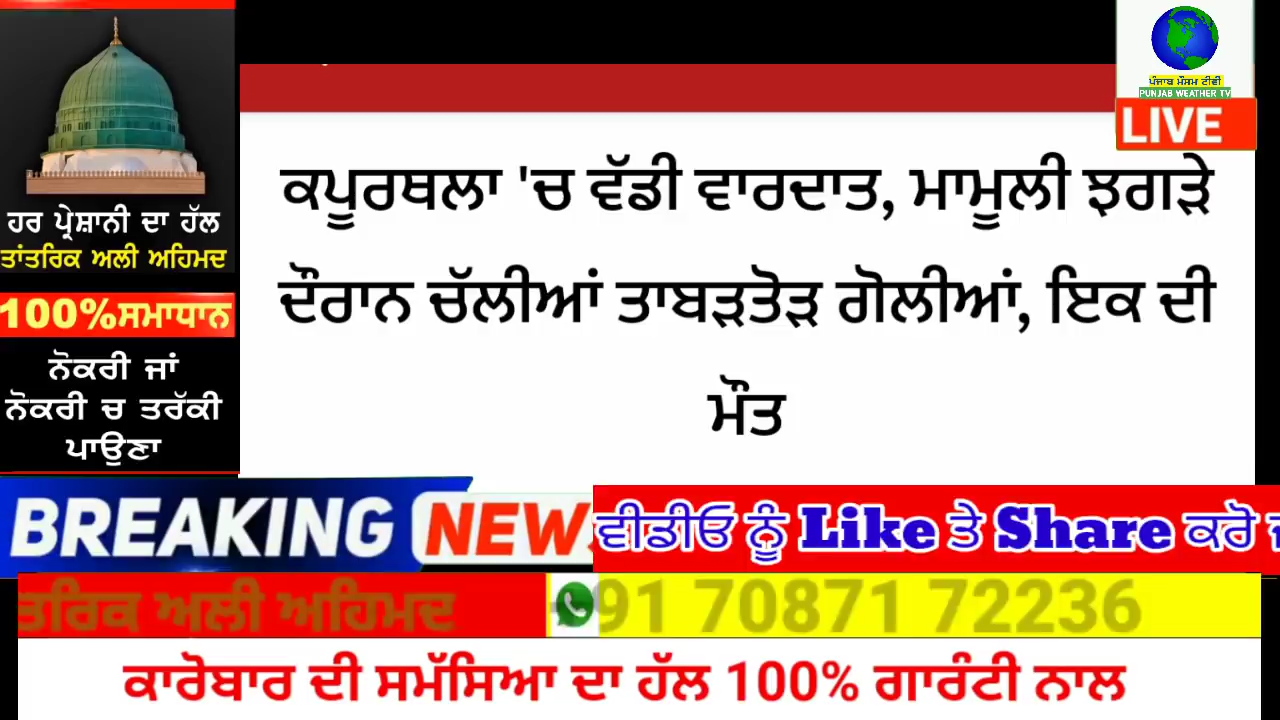 ਪੰਜਾਬ ਮੌਸਮ ਟੀਵੀ
PUNJAB WEATHER TV
LIVE
ਹਰ ਪ੍ਰੇਸ਼ਾਨੀ ਦਾ ਹੱਲ
ਤਾਂਤਰਿਕ ਅਲੀ ਅਹਿਮਦ
100%ਸਮਾਧਾਨ
ਨੋਕਰੀ ਜਾਂ
ਨੋਕਰੀ ਚ ਤਰੱਕੀ
ਪਾਉਣਾ
ਕਪੂਰਥਲਾ 'ਚ ਵੱਡੀ ਵਾਰਦਾਤ, ਮਾਮੂਲੀ ਝਗੜੇ
ਦੌਰਾਨ ਚੱਲੀਆਂ ਤਾਬੜਤੋੜ ਗੋਲੀਆਂ, ਇਕ ਦੀ
ਮੌਤ
BREAKING NEWS
ਵੀਡੀਓ ਨੂੰ Like ਤੇ Share ਕਰੋ
ਤਰਿਕ ਅਲੀ ਅਹਿਮਦ
91 70871 72236
ਕਾਰੋਬਾਰ ਦੀ ਸਮੱਸਿਆ ਦਾ ਹੱਲ 100% ਗਾਰੰਟੀ ਨਾਲ